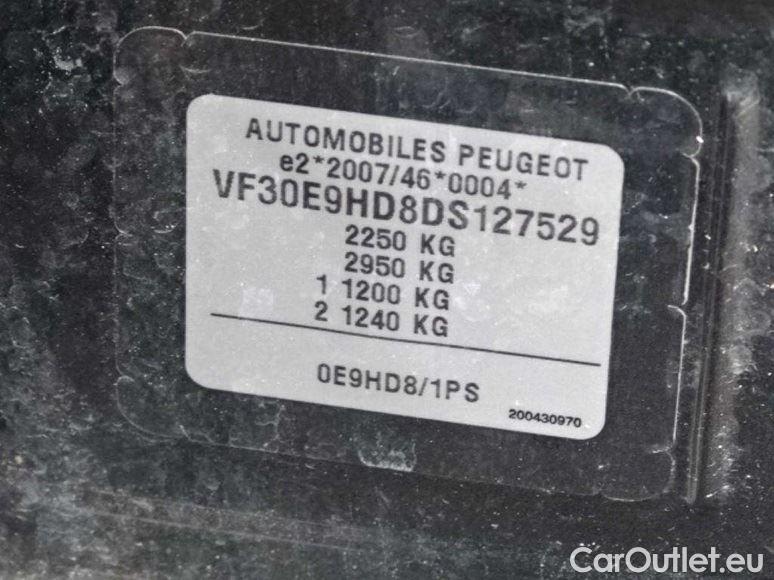 AUTOMOBILES PEUGEOT
e2*2007/46*0004*
VF30E9HD8DS127529
2250 KG
2950 KG
1 1200 KG
2 1240 KG
0E9HD8/1PS
200430970
CarOutlet.eu